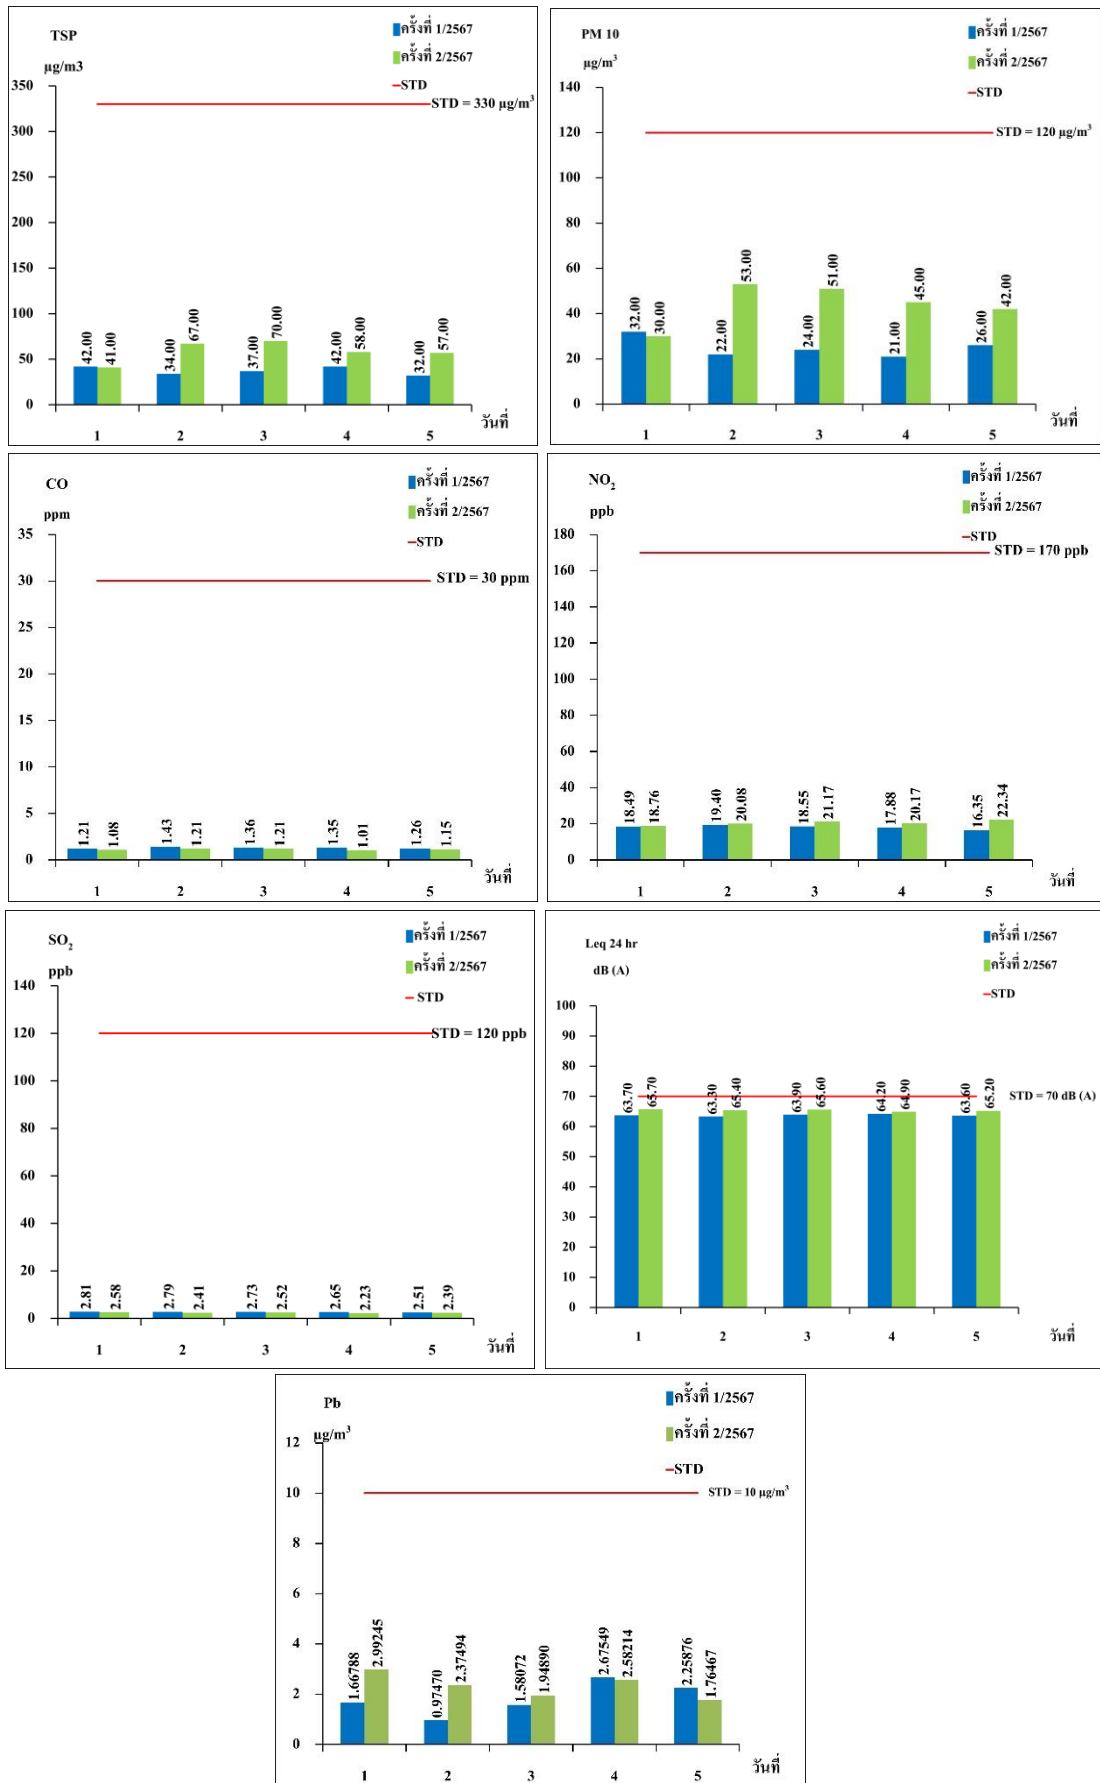 TSP
µg/m3
ครั้งที่ 1/2567
ครั้งที่ 2/2567
STD
STD = 330 µg/m³
350
300
250
200
150
100
50
0
42.00 41.00 34.00 67.00 37.00 70.00 42.00 58.00 32.00 57.00
1 2 3 4 5
วันที่
PM 10
µg/m³
ครั้งที่ 1/2567
ครั้งที่ 2/2567
STD
STD = 120 µg/m³
140
120
100
80
60
40
20
0
32.00 30.00 22.00 53.00 24.00 51.00 21.00 45.00 26.00 42.00
1 2 3 4 5
วันที่
CO
ppm
ครั้งที่ 1/2567
ครั้งที่ 2/2567
STD
STD = 30 ppm
35
30
25
20
15
10
5
0
1.21 1.08 1.43 1.21 1.36 1.21 1.35 1.01 1.26 1.15
1 2 3 4 5
วันที่
NO₂
ppb
ครั้งที่ 1/2567
ครั้งที่ 2/2567
STD
STD = 170 ppb
180
160
140
120
100
80
60
40
20
0
18.49 18.76 19.40 20.08 18.55 21.17 17.88 20.17 16.35 22.34
1 2 3 4 5
วันที่
SO₂
ppb
ครั้งที่ 1/2567
ครั้งที่ 2/2567
STD
STD = 120 ppb
140
120
100
80
60
40
20
0
2.81 2.58 2.79 2.41 2.73 2.52 2.65 2.23 2.51 2.39
1 2 3 4 5
วันที่
Leq 24 hr
dB (A)
ครั้งที่ 1/2567
ครั้งที่ 2/2567
STD
STD = 70 dB (A)
100
90
80
70
60
50
40
30
20
10
0
63.70 65.70 63.30 65.40 63.90 65.60 64.20 64.90 63.60 65.20
1 2 3 4 5
วันที่
Pb
µg/m³
ครั้งที่ 1/2567
ครั้งที่ 2/2567
STD
STD = 10 µg/m³
12
10
8
6
4
2
0
1.66788 2.99245 0.97470 2.37494 1.58072 1.94890 2.67549 2.58214 2.25876 1.76467
1 2 3 4 5
วันที่